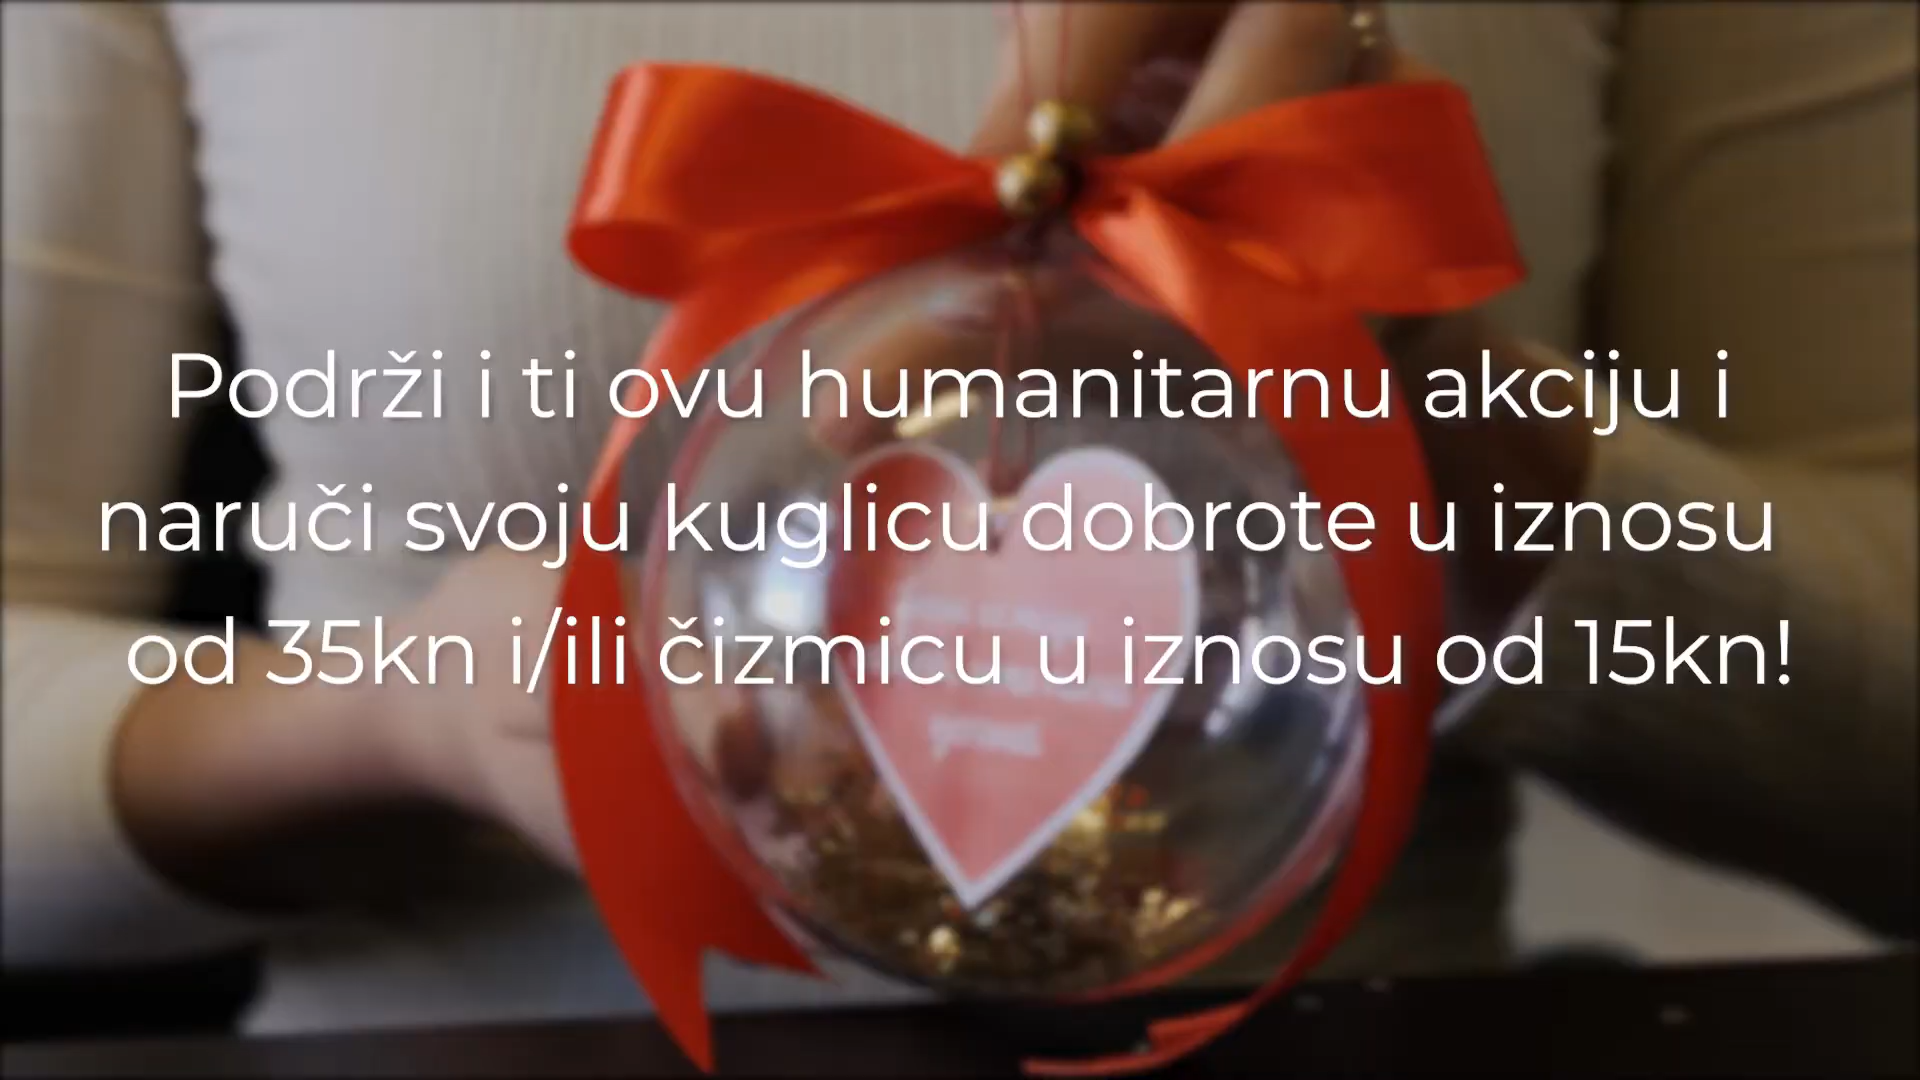 Podrži i ti ovu humanitarnu akciju i
naruči svoju kuglicu dobrote u iznosu
od 35kn i/ili čizmicu u iznosu od 15kn!